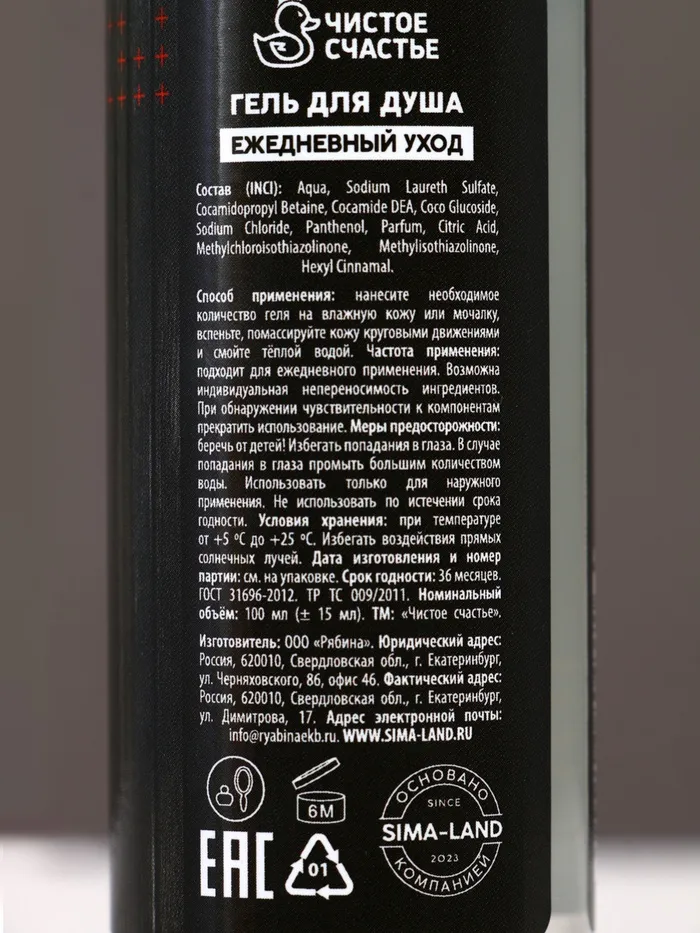 ЧИСТОЕ
СЧАСТЬЕ
ГЕЛЬ ДЛЯ ДУША
ЕЖЕДНЕВНЫЙ УХОД
Состав (INCI): Aqua, Sodium Laureth Sulfate,
Cocamidopropyl Betaine, Cocamide DEA, Coco Glucoside,
Sodium Chloride, Panthenol, Parfum, Citric Acid,
Methylchloroisothiazolinone, Methylisothiazolinone,
Hexyl Cinnamal.
Способ применения: нанесите необходимое
количество геля на влажную кожу или мочалку,
вспеньте, помассируйте кожу круговыми движениями
и смойте тёплой водой. Частота применения:
подходит для ежедневного применения. Возможна
индивидуальная непереносимость ингредиентов.
При обнаружении чувствительности к компонентам
прекратить использование. Меры предосторожности:
беречь от детей! Избегать попадания в глаза. В случае
попадания в глаза промыть большим количеством
воды. Использовать только для наружного
применения. Не использовать по истечении срока
годности. Условия хранения: при температуре
от +5 ºС до +25 ºС. Избегать воздействия прямых
солнечных лучей. Дата изготовления и номер
партии: см. на упаковке. Срок годности: 36 месяцев.
ГОСТ 31696-2012. ТР ТС 009/2011. Номинальный
объём: 100 мл (± 15 мл). ТМ: «Чистое счастье».
Изготовитель: ООО «Рябина». Юридический адрес:
Россия, 620010, Свердловская обл., г. Екатеринбург,
ул. Черняховского, 86, офис 46. Фактический адрес:
Россия, 620010, Свердловская обл., г. Екатеринбург,
ул. Димитрова, 17. Адрес электронной почты:
info@ryabinaekb.ru. WWW.SIMA-LAND.RU
6M
EAC
01
ОСНОВАНО
SINCE
SIMA-LAND
2023
КОМПАНИЕЙ